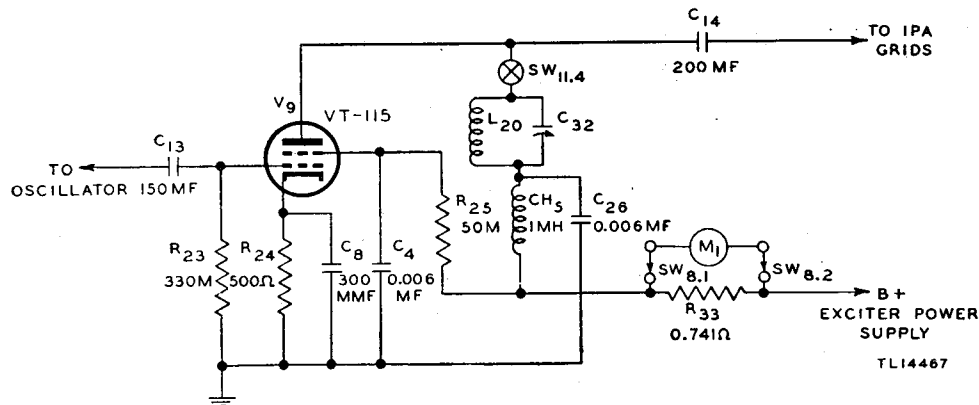 C14
TO IPA
GRIDS
200 MF
SW11.4
V9
VT-115
L20
C32
C13
TO
OSCILLATOR 150 MF
R25
50M
CH5
1MH
C26
0.006 MF
M1
R23
330M
R24
500Ω
C8
300
MMF
C4
0.006
MF
SW8.1
SW8.2
R33
0.741Ω
B+
EXCITER POWER
SUPPLY
TL14467